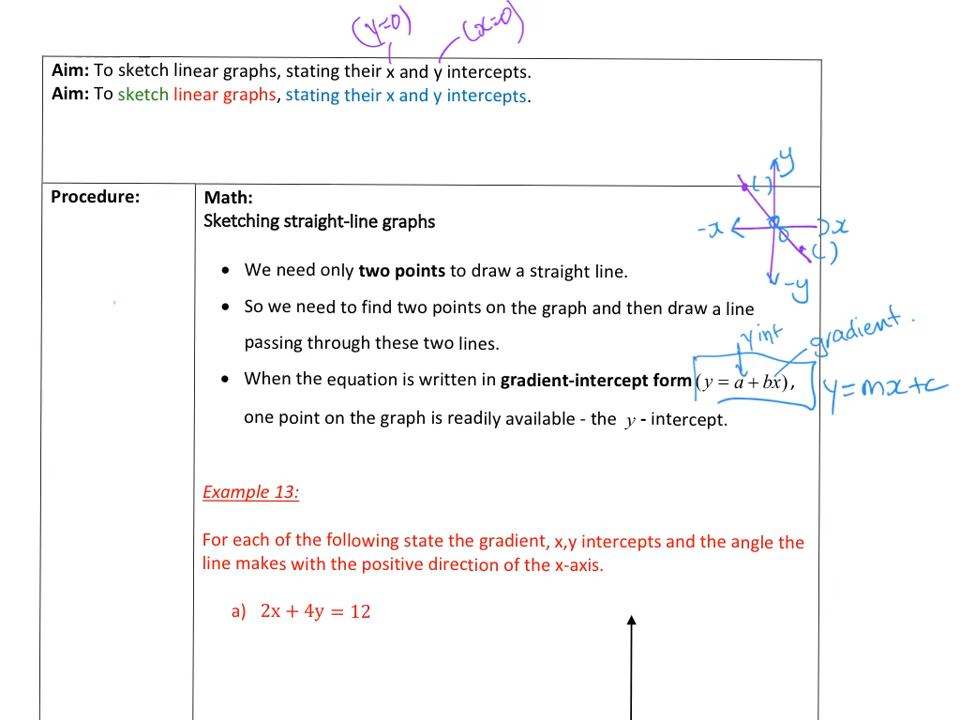 (y=0) (x=0)
Aim: To sketch linear graphs, stating their x and y intercepts.
Aim: To sketch linear graphs, stating their x and y intercepts.
Procedure:
Math:
Sketching straight-line graphs
y
( )
-x x
( )
-y
• We need only two points to draw a straight line.
• So we need to find two points on the graph and then draw a line
passing through these two lines.
y int gradient.
• When the equation is written in gradient-intercept form (y = a + bx), y=mx+c
one point on the graph is readily available - the y - intercept.
Example 13:
For each of the following state the gradient, x,y intercepts and the angle the
line makes with the positive direction of the x-axis.
a) 2x + 4y = 12